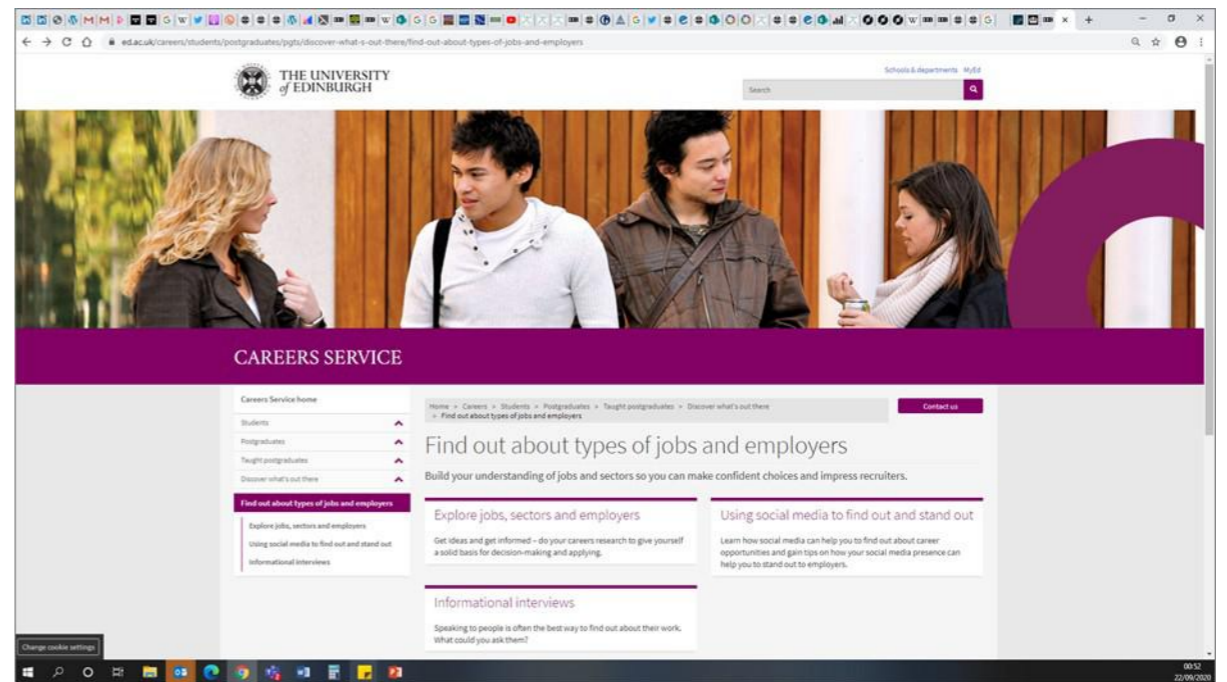 ed.ac.uk/careers/students/postgraduates/pgts/discover-what-s-out-there/find-out-about-types-of-jobs-and-employers
THE UNIVERSITY
of EDINBURGH
Schools & departments MyEd
Search
CAREERS SERVICE
Careers Service home
Students
Postgraduates
Taught postgraduates
Discover what's out there
Find out about types of jobs and employers
Explore jobs, sectors and employers
Using social media to find out and stand out
Informational interviews
Home > Careers > Students > Postgraduates > Taught postgraduates > Discover what's out there
> Find out about types of jobs and employers
Contact us
Find out about types of jobs and employers
Build your understanding of jobs and sectors so you can make confident choices and impress recruiters.
Explore jobs, sectors and employers
Get ideas and get informed – do your careers research to give yourself
a solid basis for decision-making and applying.
Using social media to find out and stand out
Learn how social media can help you to find out about career
opportunities and gain tips on how your social media presence can
help you to stand out to employers.
Informational interviews
Speaking to people is often the best way to find out about their work.
What could you ask them?
Change cookie settings
00:52
22/09/2020